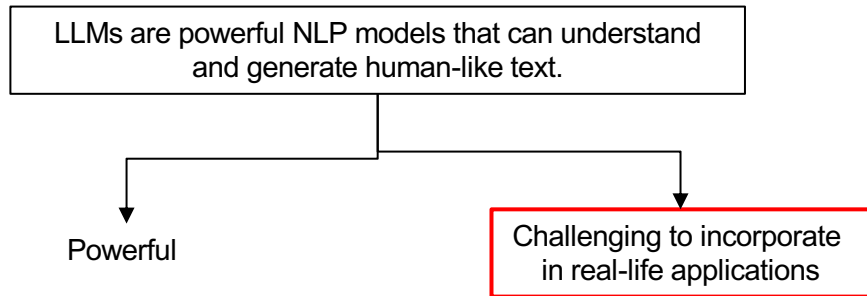 LLMs are powerful NLP models that can understand
and generate human-like text.
Powerful
Challenging to incorporate
in real-life applications